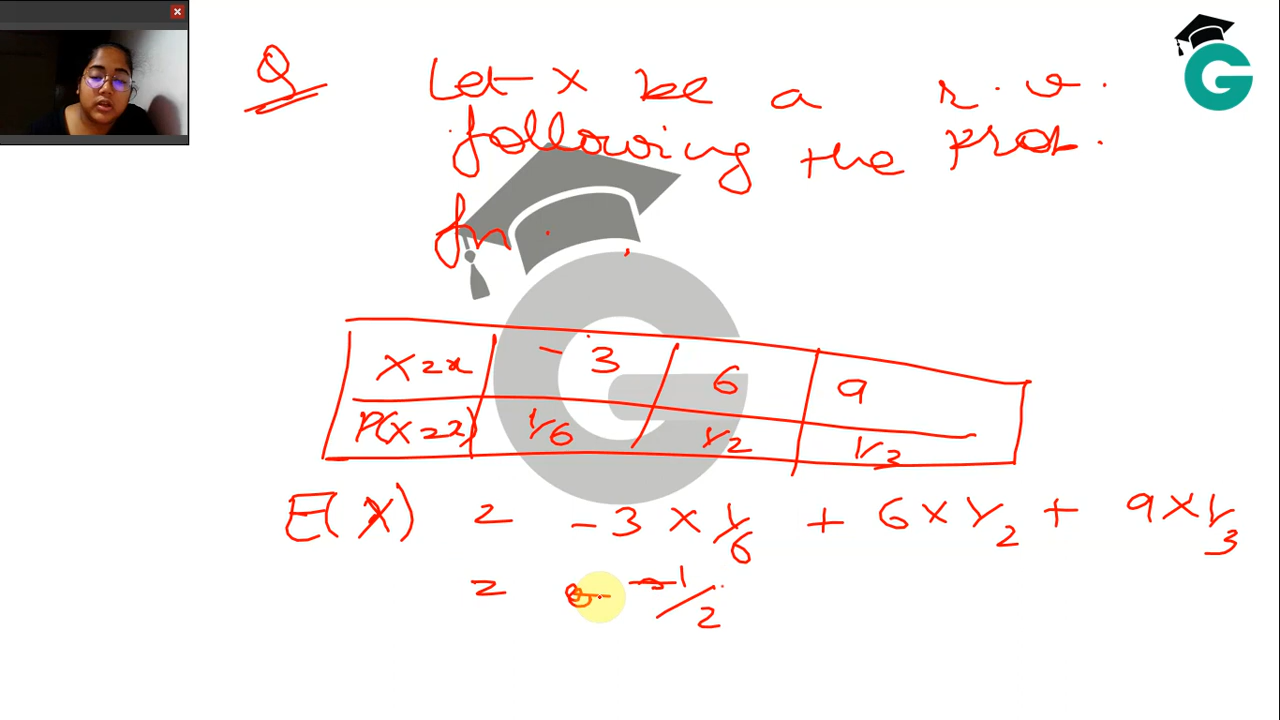 Q Let X be a r.v.
following the prob.
fn.
X=x -3 6 9
P(X=x) 1/6 1/2 1/3
E(X) = -3 × 1/6 + 6 × 1/2 + 9 × 1/3
= -1/2
G